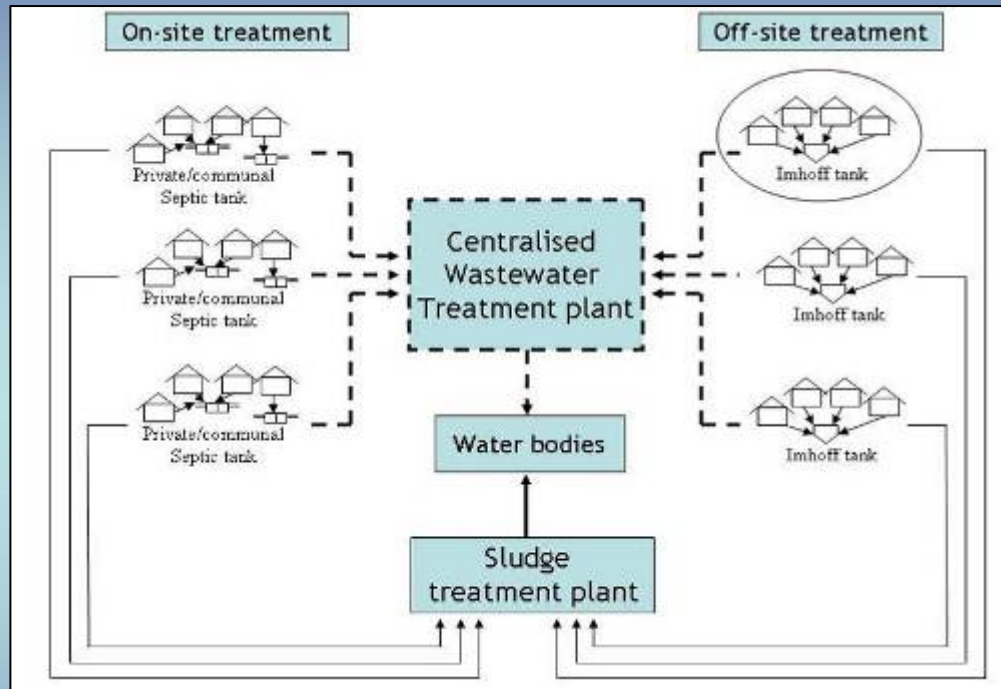 On-site treatment
Off-site treatment
Private/communal
Septic tank
Imhoff tank
Centralised
Wastewater
Treatment plant
Private/communal
Septic tank
Imhoff tank
Private/communal
Septic tank
Water bodies
Imhoff tank
Sludge
treatment plant